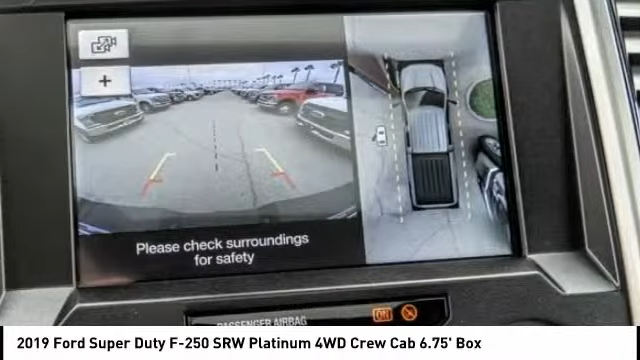 +
Please check surroundings
for safety
PASSENGER AIRBAG
ON
2019 Ford Super Duty F-250 SRW Platinum 4WD Crew Cab 6.75' Box